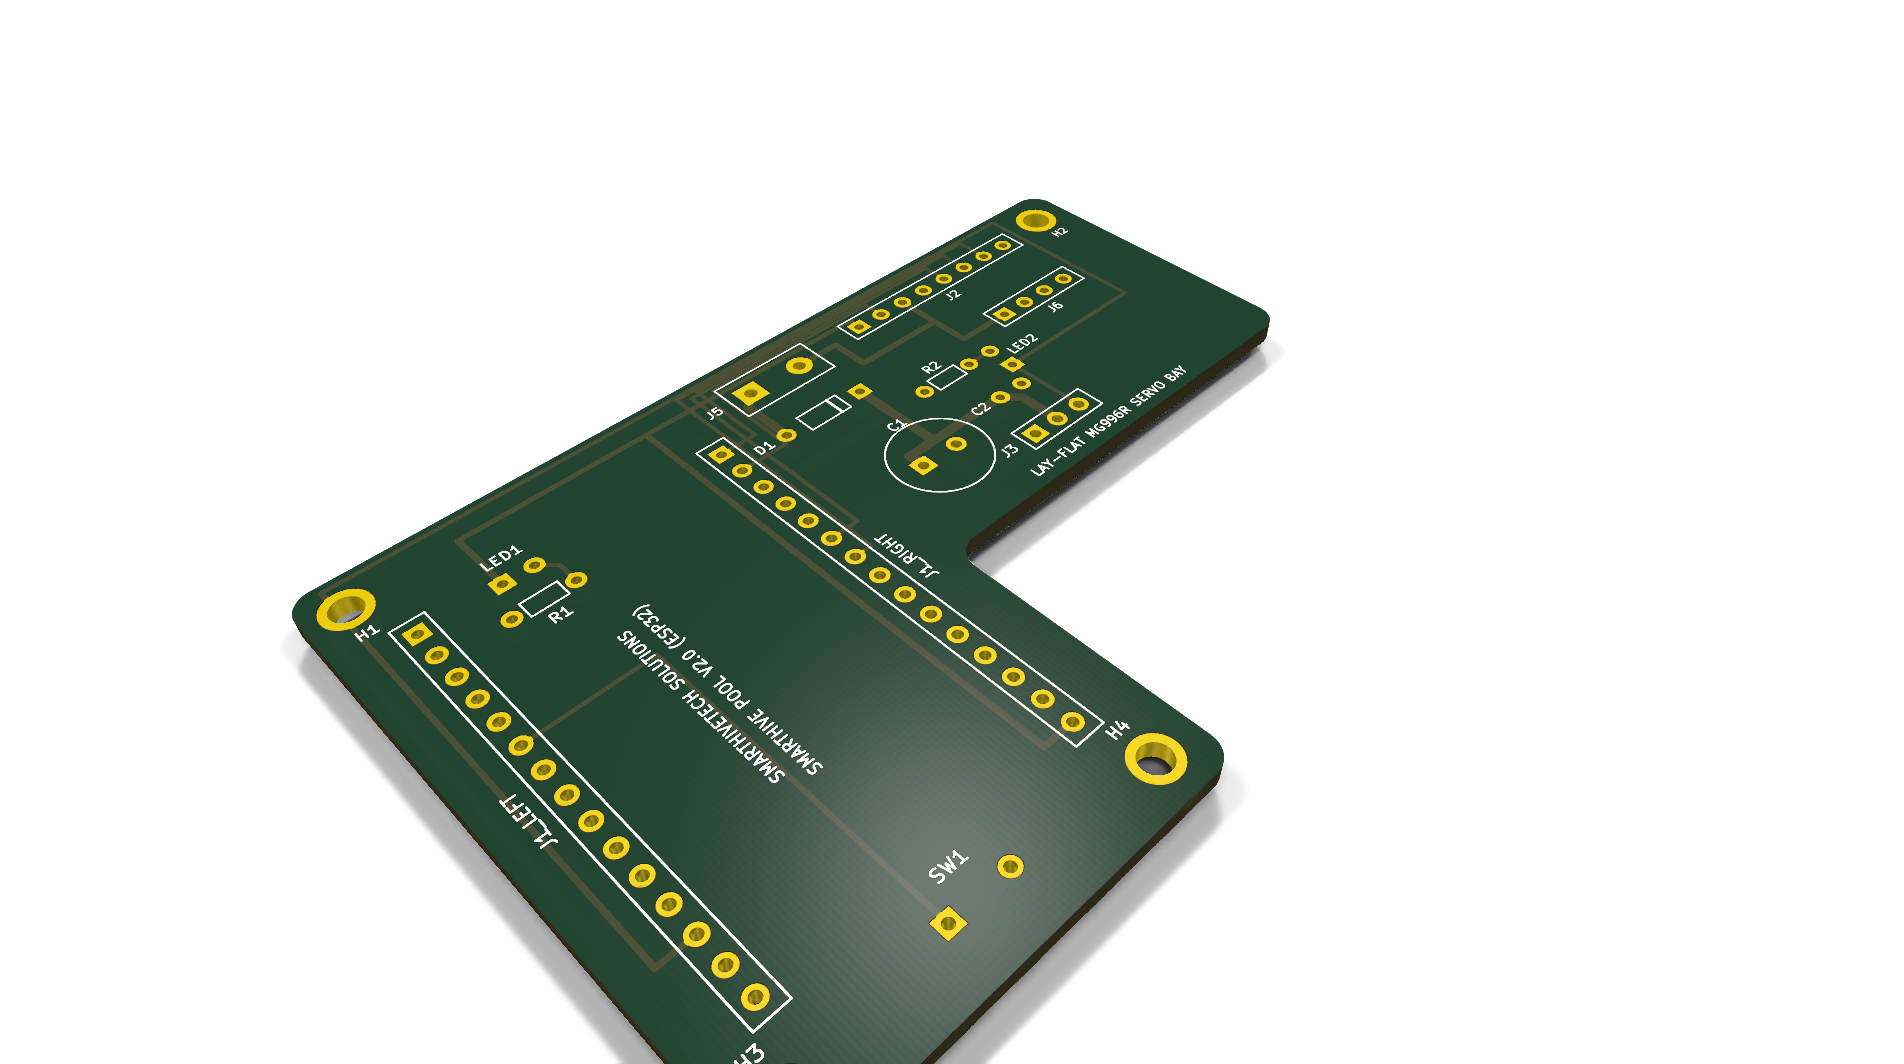 H2
J2
J6
LED2
R2
J5
C2
C1
D1
J3
LAY-FLAT MG996R SERVO BAY
J1_RIGHT
LED1
R1
H1
SMARTHIVETECH SOLUTIONS
SMARTHIVE POOL V2.0 (ESP32)
H4
J1_LEFT
SW1
H3